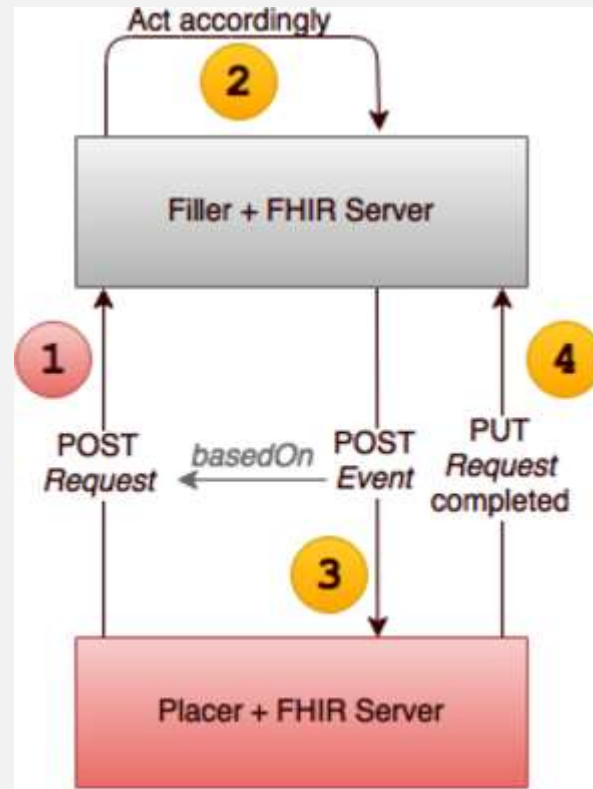 Act accordingly
2
Filler + FHIR Server
1
4
POST
Request
basedOn
POST
Event
PUT
Request
completed
3
Placer + FHIR Server